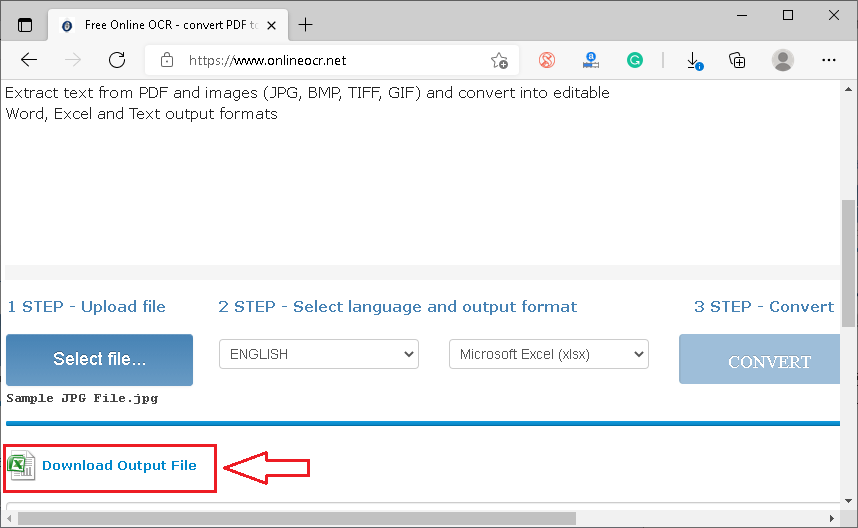 Free Online OCR - convert PDF to
https://www.onlineocr.net
Extract text from PDF and images (JPG, BMP, TIFF, GIF) and convert into editable
Word, Excel and Text output formats
1 STEP - Upload file
2 STEP - Select language and output format
3 STEP - Convert
Select file...
ENGLISH
Microsoft Excel (xlsx)
CONVERT
Sample JPG File.jpg
Download Output File